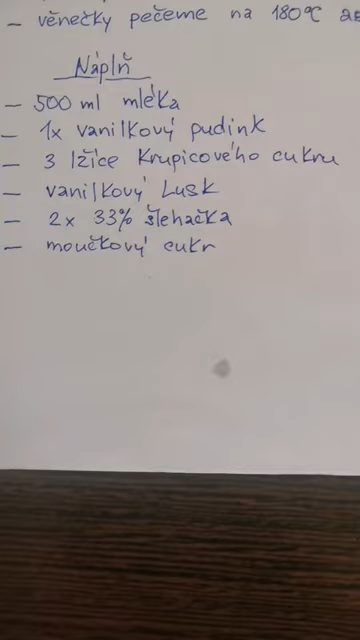 - věnečky pečeme na 180°C
Náplň
- 500 ml mléka
- 1x vanilkový pudink
- 3 lžíce Krupicového cukru
- vanilkový Lusk
- 2x 33% šlehačka
- moučkový cukr